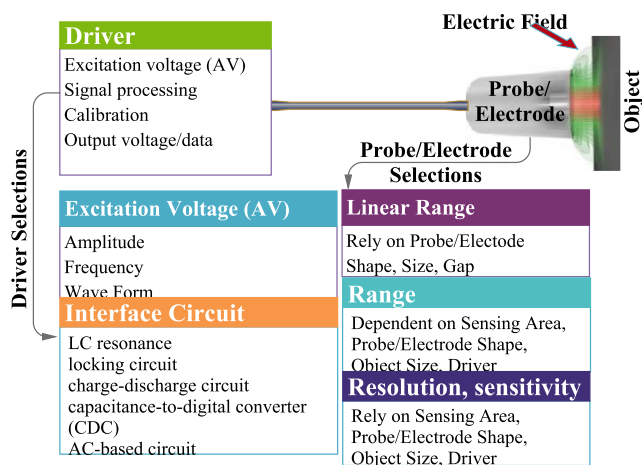 Driver
Excitation voltage (AV)
Signal processing
Calibration
Output voltage/data
Electric Field
Probe/
Electrode
Object
Probe/Electrode
Selections
Driver Selections
Excitation Voltage (AV)
Amplitude
Frequency
Wave Form
Interface Circuit
LC resonance
locking circuit
charge-discharge circuit
capacitance-to-digital converter
(CDC)
AC-based circuit
Linear Range
Rely on Probe/Electode
Shape, Size, Gap
Range
Dependent on Sensing Area,
Probe/Electrode Shape,
Object Size, Driver
Resolution, sensitivity
Rely on Sensing Area,
Probe/Electrode Shape,
Object Size, Driver